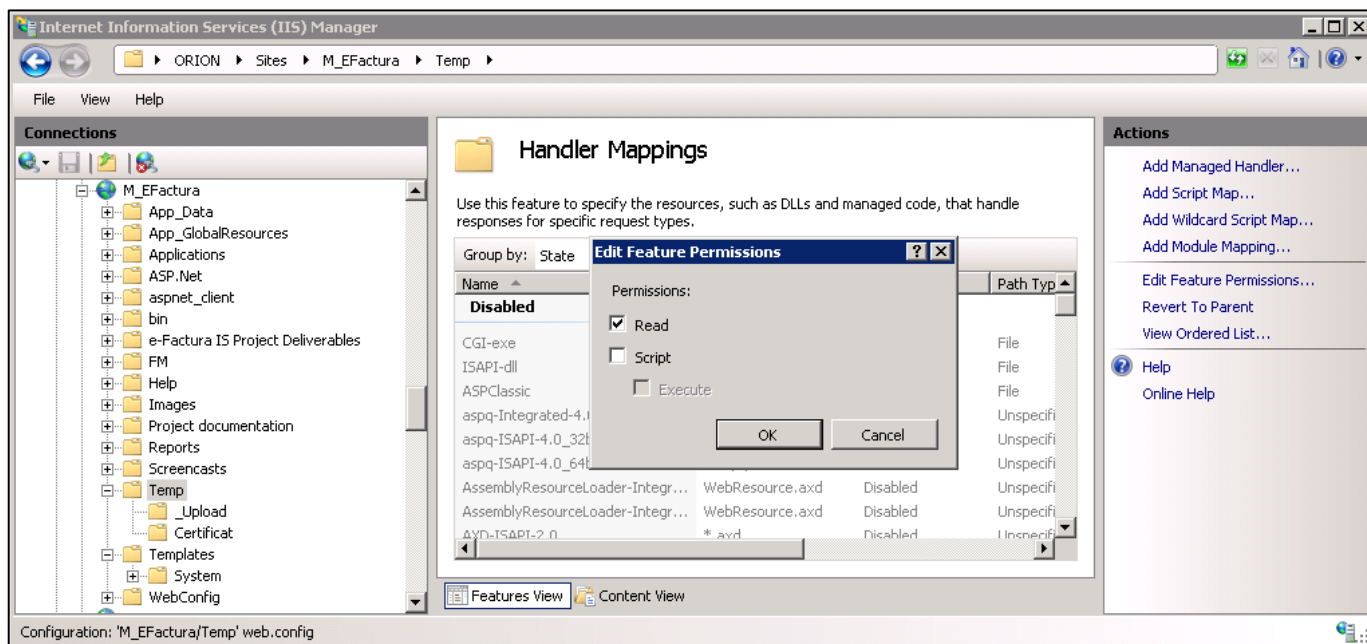 Internet Information Services (IIS) Manager
ORION Sites M_EFactura Temp
File View Help
Connections
M_EFactura
App_Data
App_GlobalResources
Applications
ASP.Net
aspnet_client
bin
e-Factura IS Project Deliverables
FM
Help
Images
Project documentation
Reports
Screencasts
Temp
_Upload
Certificat
Templates
System
WebConfig
Handler Mappings
Use this feature to specify the resources, such as DLLs and managed code, that handle
responses for specific request types.
Group by: State
Name Path Typ
Disabled
CGI-exe File
ISAPI-dll File
ASPClassic File
aspq-Integrated-4. Unspecifi
aspq-ISAPI-4.0_32b Unspecifi
aspq-ISAPI-4.0_64b Unspecifi
AssemblyResourceLoader-Integr... WebResource.axd Disabled Unspecifi
AssemblyResourceLoader-Integr... WebResource.axd Disabled Unspecifi
AXD-ISAPI-2.0 *.axd Disabled Unspecifi
Edit Feature Permissions
Permissions:
Read
Script
Execute
OK Cancel
Features View Content View
Actions
Add Managed Handler...
Add Script Map...
Add Wildcard Script Map...
Add Module Mapping...
Edit Feature Permissions...
Revert To Parent
View Ordered List...
Help
Online Help
Configuration: 'M_EFactura/Temp' web.config